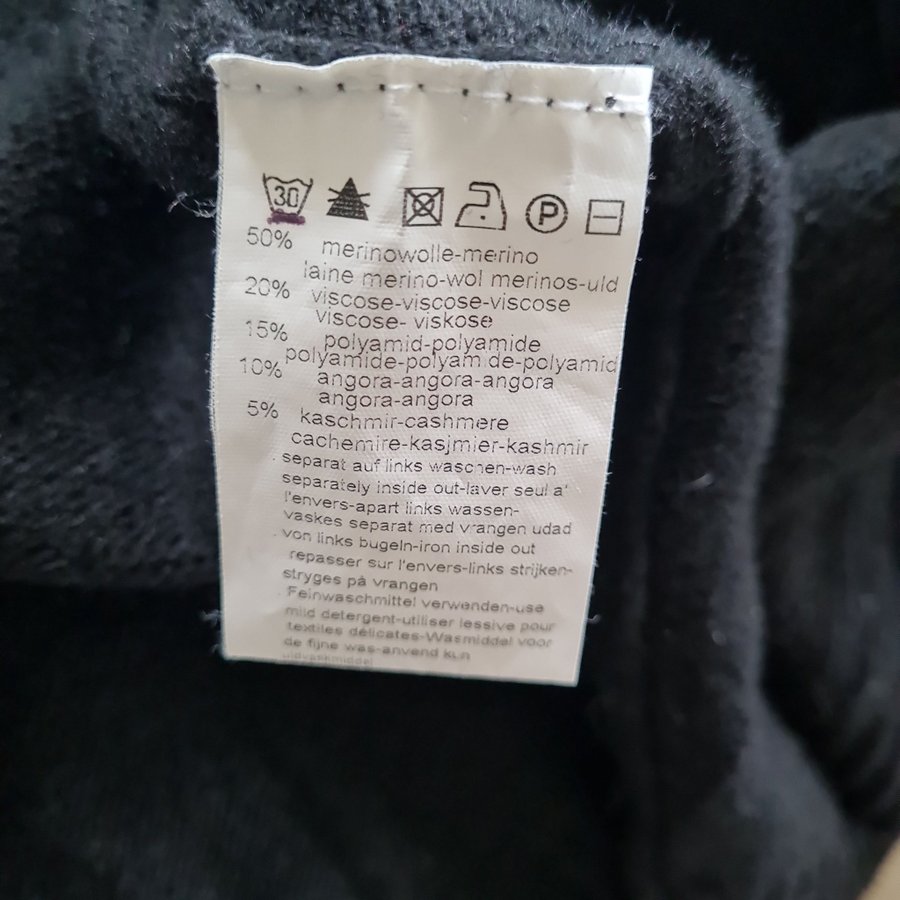 30 P
50% merinowolle-merino
laine merino-wol merinos-uld
20% viscose-viscose-viscose
viscose- viskose
15% polyamid-polyamide
polyamide-polyamide-polyamid
10% angora-angora-angora
angora-angora
5% kaschmir-cashmere
cachemire-kasjmier-kashmir
separat auf links waschen-wash
separately inside out-laver seul a'
l'envers-apart links wassen-
vaskes separat med vrangen udad
von links bugeln-iron inside out
repasser sur l'envers-links strijken-
stryges på vrangen
Feinwaschmittel verwenden-use
mild detergent-utiliser lessive pour
textiles délicates-Wasmiddel voor
de fijne was-anvend kun